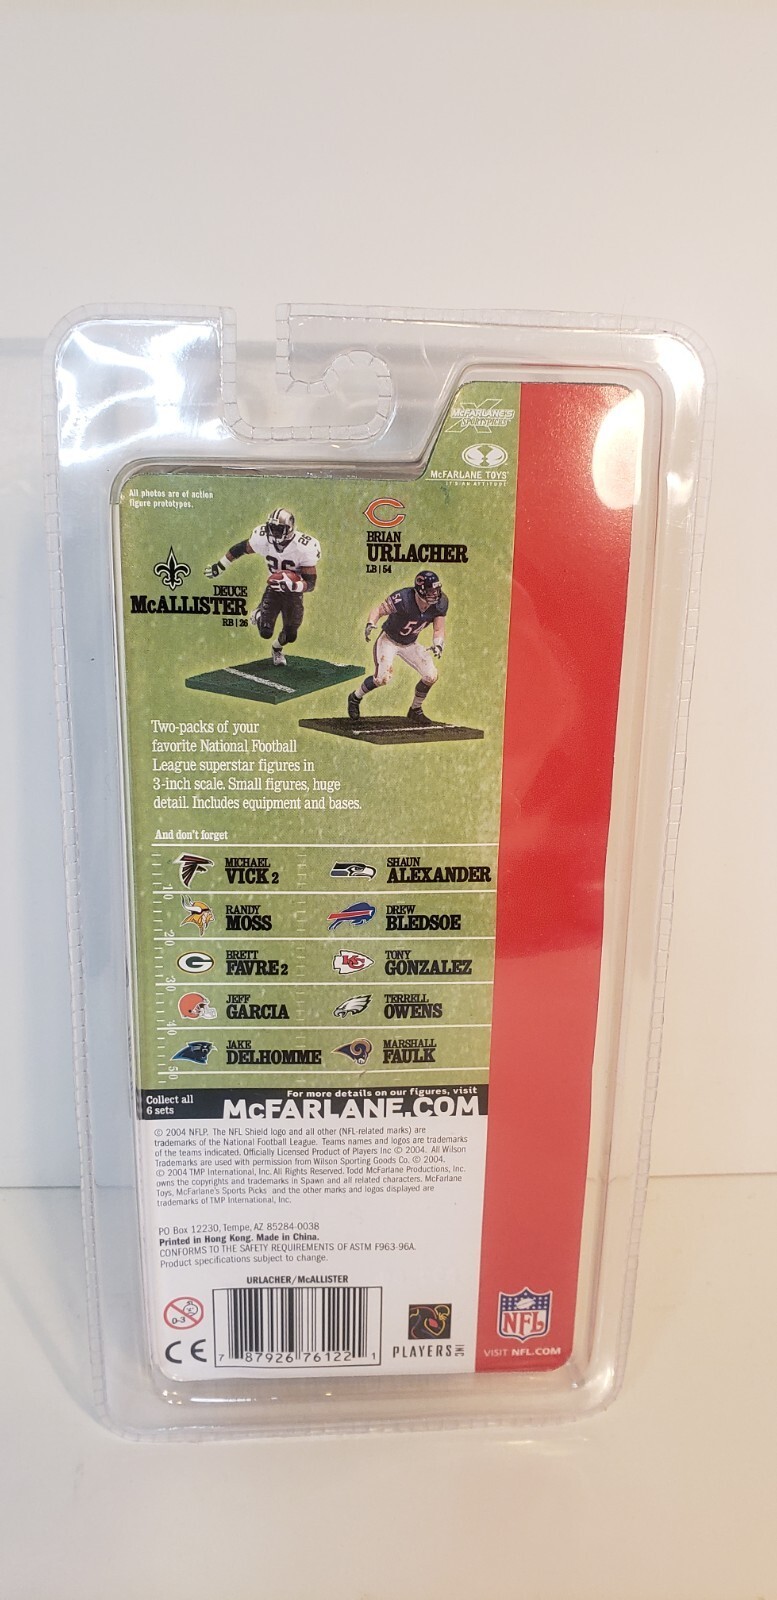 McFARLANE'S
SPORTSPICKS
McFARLANE TOYS
IT'S AN ATTITUDE
All photos are of action
figure prototypes.
DEUCE
McALLISTER
RB | 26
BRIAN
URLACHER
LB | 54
26
54
Two-packs of your
favorite National Football
League superstar figures in
3-inch scale. Small figures, huge
detail. Includes equipment and bases.
And don't forget
MICHAEL
VICK 2
SHAUN
ALEXANDER
10
RANDY
MOSS
DREW
BLEDSOE
20
BRETT
FAVRE 2
TONY
GONZALEZ
30
JEFF
GARCIA
TERRELL
OWENS
40
JAKE
DELHOMME
MARSHALL
FAULK
50
Collect all
6 sets
For more details on our figures, visit
McFARLANE.COM
© 2004 NFLP. The NFL Shield logo and all other (NFL-related marks) are
trademarks of the National Football League. Teams names and logos are trademarks
of the teams indicated. Officially Licensed Product of Players Inc © 2004. All Wilson
Trademarks are used with permission from Wilson Sporting Goods Co. © 2004.
© 2004 TMP International, Inc. All Rights Reserved. Todd McFarlane Productions, Inc.
owns the copyrights and trademarks in Spawn and all related characters. McFarlane
Toys, McFarlane's Sports Picks and the other marks and logos displayed are
trademarks of TMP International, Inc.
PO Box 12230, Tempe, AZ 85284-0038
Printed in Hong Kong. Made in China.
CONFORMS TO THE SAFETY REQUIREMENTS OF ASTM F963-96A.
Product specifications subject to change.
URLACHER/McALLISTER
0-3
CE
7 87926 76122 1
PLAYERS INC
NFL
VISIT NFL.COM